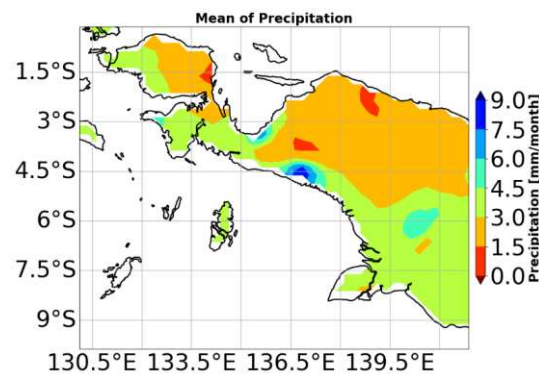 Mean of Precipitation
1.5°S
3°S
4.5°S
6°S
7.5°S
9°S
130.5°E 133.5°E 136.5°E 139.5°E
9.0
7.5
6.0
4.5
3.0
1.5
0.0
Precipitation [mm/month]